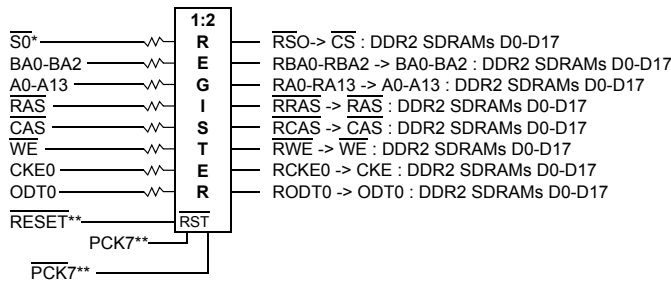 1:2
S0* R RSO-> CS : DDR2 SDRAMs D0-D17
BA0-BA2 E RBA0-RBA2 -> BA0-BA2 : DDR2 SDRAMs D0-D17
A0-A13 G RA0-RA13 -> A0-A13 : DDR2 SDRAMs D0-D17
RAS I RRAS -> RAS : DDR2 SDRAMs D0-D17
CAS S RCAS -> CAS : DDR2 SDRAMs D0-D17
WE T RWE -> WE : DDR2 SDRAMs D0-D17
CKE0 E RCKE0 -> CKE : DDR2 SDRAMs D0-D17
ODT0 R RODT0 -> ODT0 : DDR2 SDRAMs D0-D17
RESET** RST
PCK7**
PCK7**